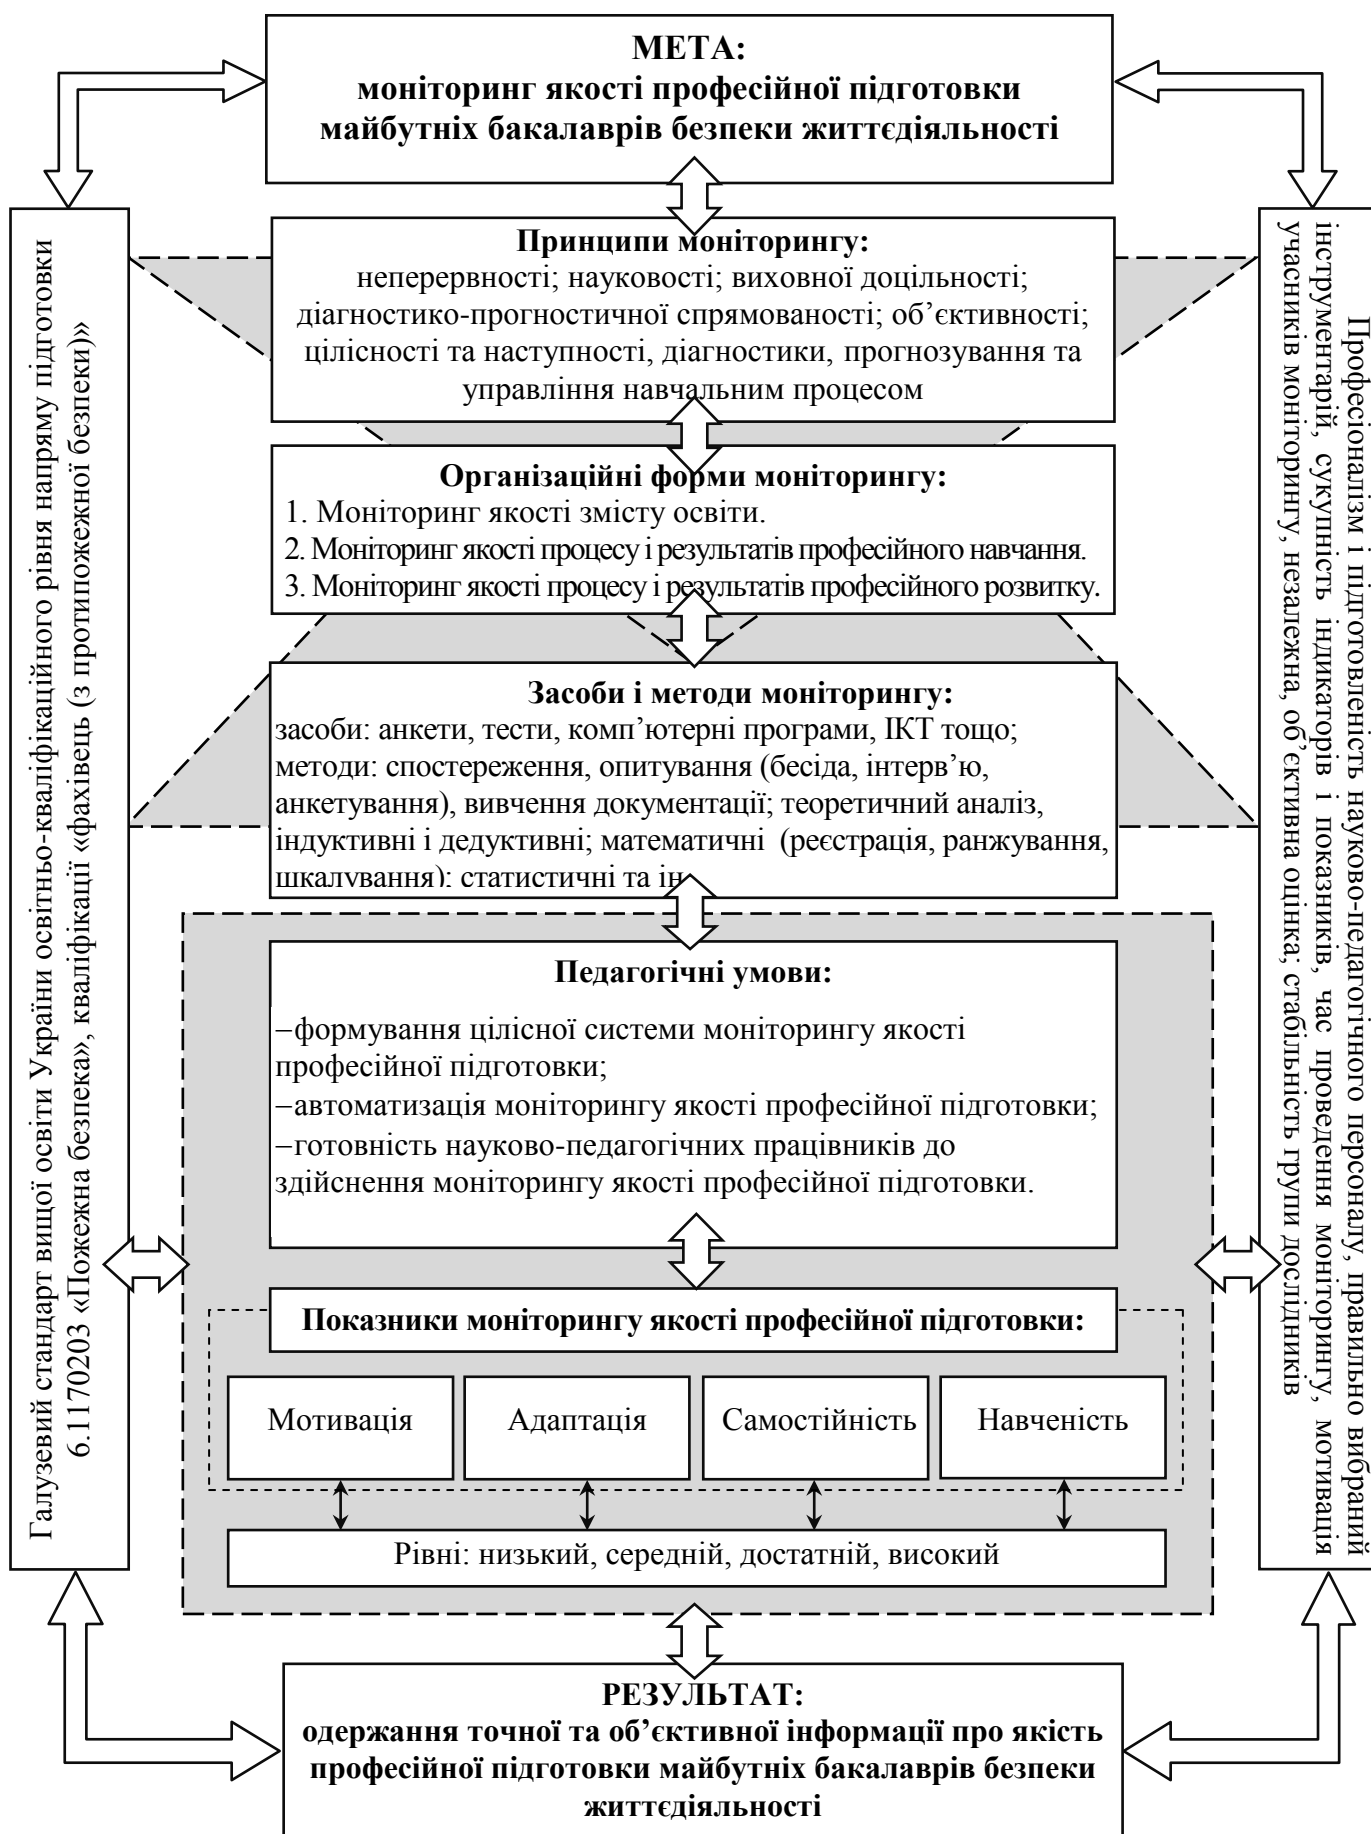 МЕТА:
моніторинг якості професійної підготовки
майбутніх бакалаврів безпеки життєдіяльності
Галузевий стандарт вищої освіти України освітньо-кваліфікаційного рівня напряму підготовки
6.1170203 «Пожежна безпека», кваліфікації «фахівець (з протипожежної безпеки)»
Принципи моніторингу:
неперервності; науковості; виховної доцільності;
діагностико-прогностичної спрямованості; об’єктивності;
цілісності та наступності, діагностики, прогнозування та
управління навчальним процесом
Організаційні форми моніторингу:
1. Моніторинг якості змісту освіти.
2. Моніторинг якості процесу і результатів професійного навчання.
3. Моніторинг якості процесу і результатів професійного розвитку.
Засоби і методи моніторингу:
засоби: анкети, тести, комп’ютерні програми, ІКТ тощо;
методи: спостереження, опитування (бесіда, інтерв’ю,
анкетування), вивчення документації; теоретичний аналіз,
індуктивні і дедуктивні; математичні (реєстрація, ранжування,
шкалування); статистичні та ін
Педагогічні умови:
–формування цілісної системи моніторингу якості
професійної підготовки;
–автоматизація моніторингу якості професійної підготовки;
–готовність науково-педагогічних працівників до
здійснення моніторингу якості професійної підготовки.
Показники моніторингу якості професійної підготовки:
Мотивація
Адаптація
Самостійність
Навченість
Рівні: низький, середній, достатній, високий
Професіоналізм і підготовленість науково-педагогічного персоналу, правильно вибраний
інструментарій, сукупність індикаторів і показників, час проведення моніторингу, мотивація
учасників моніторингу, незалежна, об’єктивна оцінка; стабільність групи дослідників
РЕЗУЛЬТАТ:
одержання точної та об’єктивної інформації про якість
професійної підготовки майбутніх бакалаврів безпеки
життєдіяльності